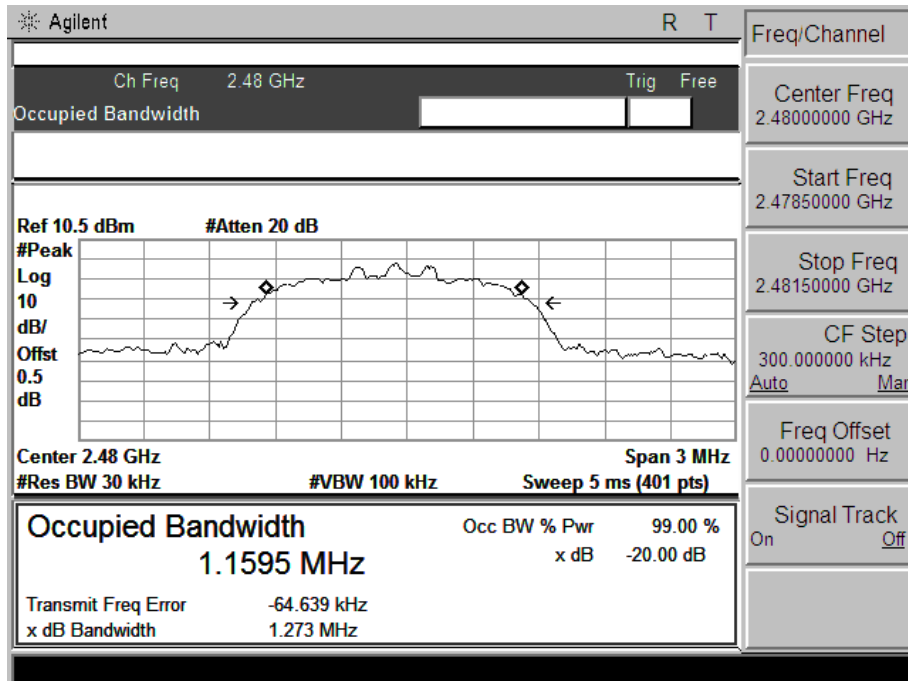 Agilent R T
Ch Freq 2.48 GHz Trig Free
Occupied Bandwidth
Ref 10.5 dBm #Atten 20 dB
#Peak
Log
10
dB/
Offst
0.5
dB
Center 2.48 GHz Span 3 MHz
#Res BW 30 kHz #VBW 100 kHz Sweep 5 ms (401 pts)
Occupied Bandwidth Occ BW % Pwr 99.00 %
1.1595 MHz x dB -20.00 dB
Transmit Freq Error -64.639 kHz
x dB Bandwidth 1.273 MHz
Freq/Channel
Center Freq
2.48000000 GHz
Start Freq
2.47850000 GHz
Stop Freq
2.48150000 GHz
CF Step
300.000000 kHz
Auto Mar
Freq Offset
0.00000000 Hz
Signal Track
On Off